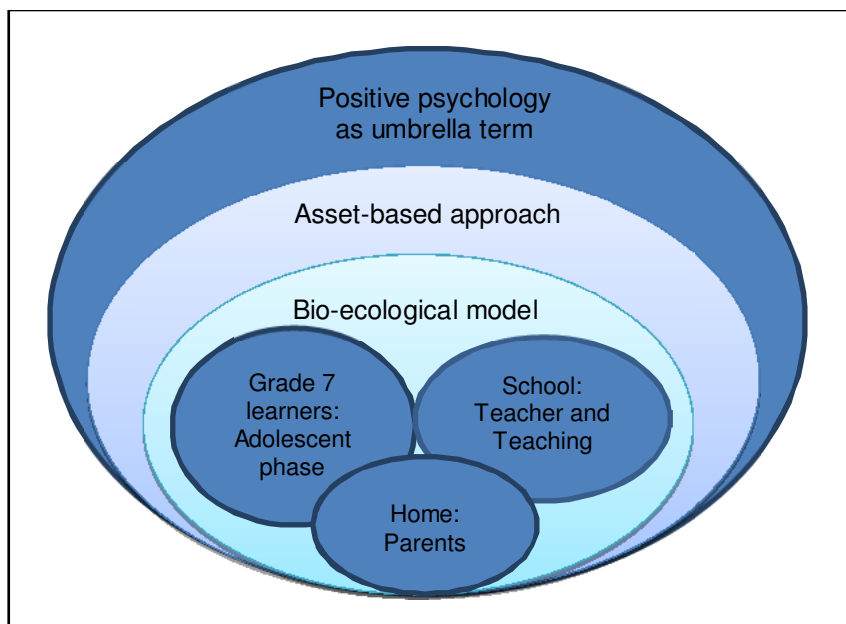 Positive psychology
as umbrella term
Asset-based approach
Bio-ecological model
Grade 7
learners:
Adolescent
phase
School:
Teacher and
Teaching
Home:
Parents